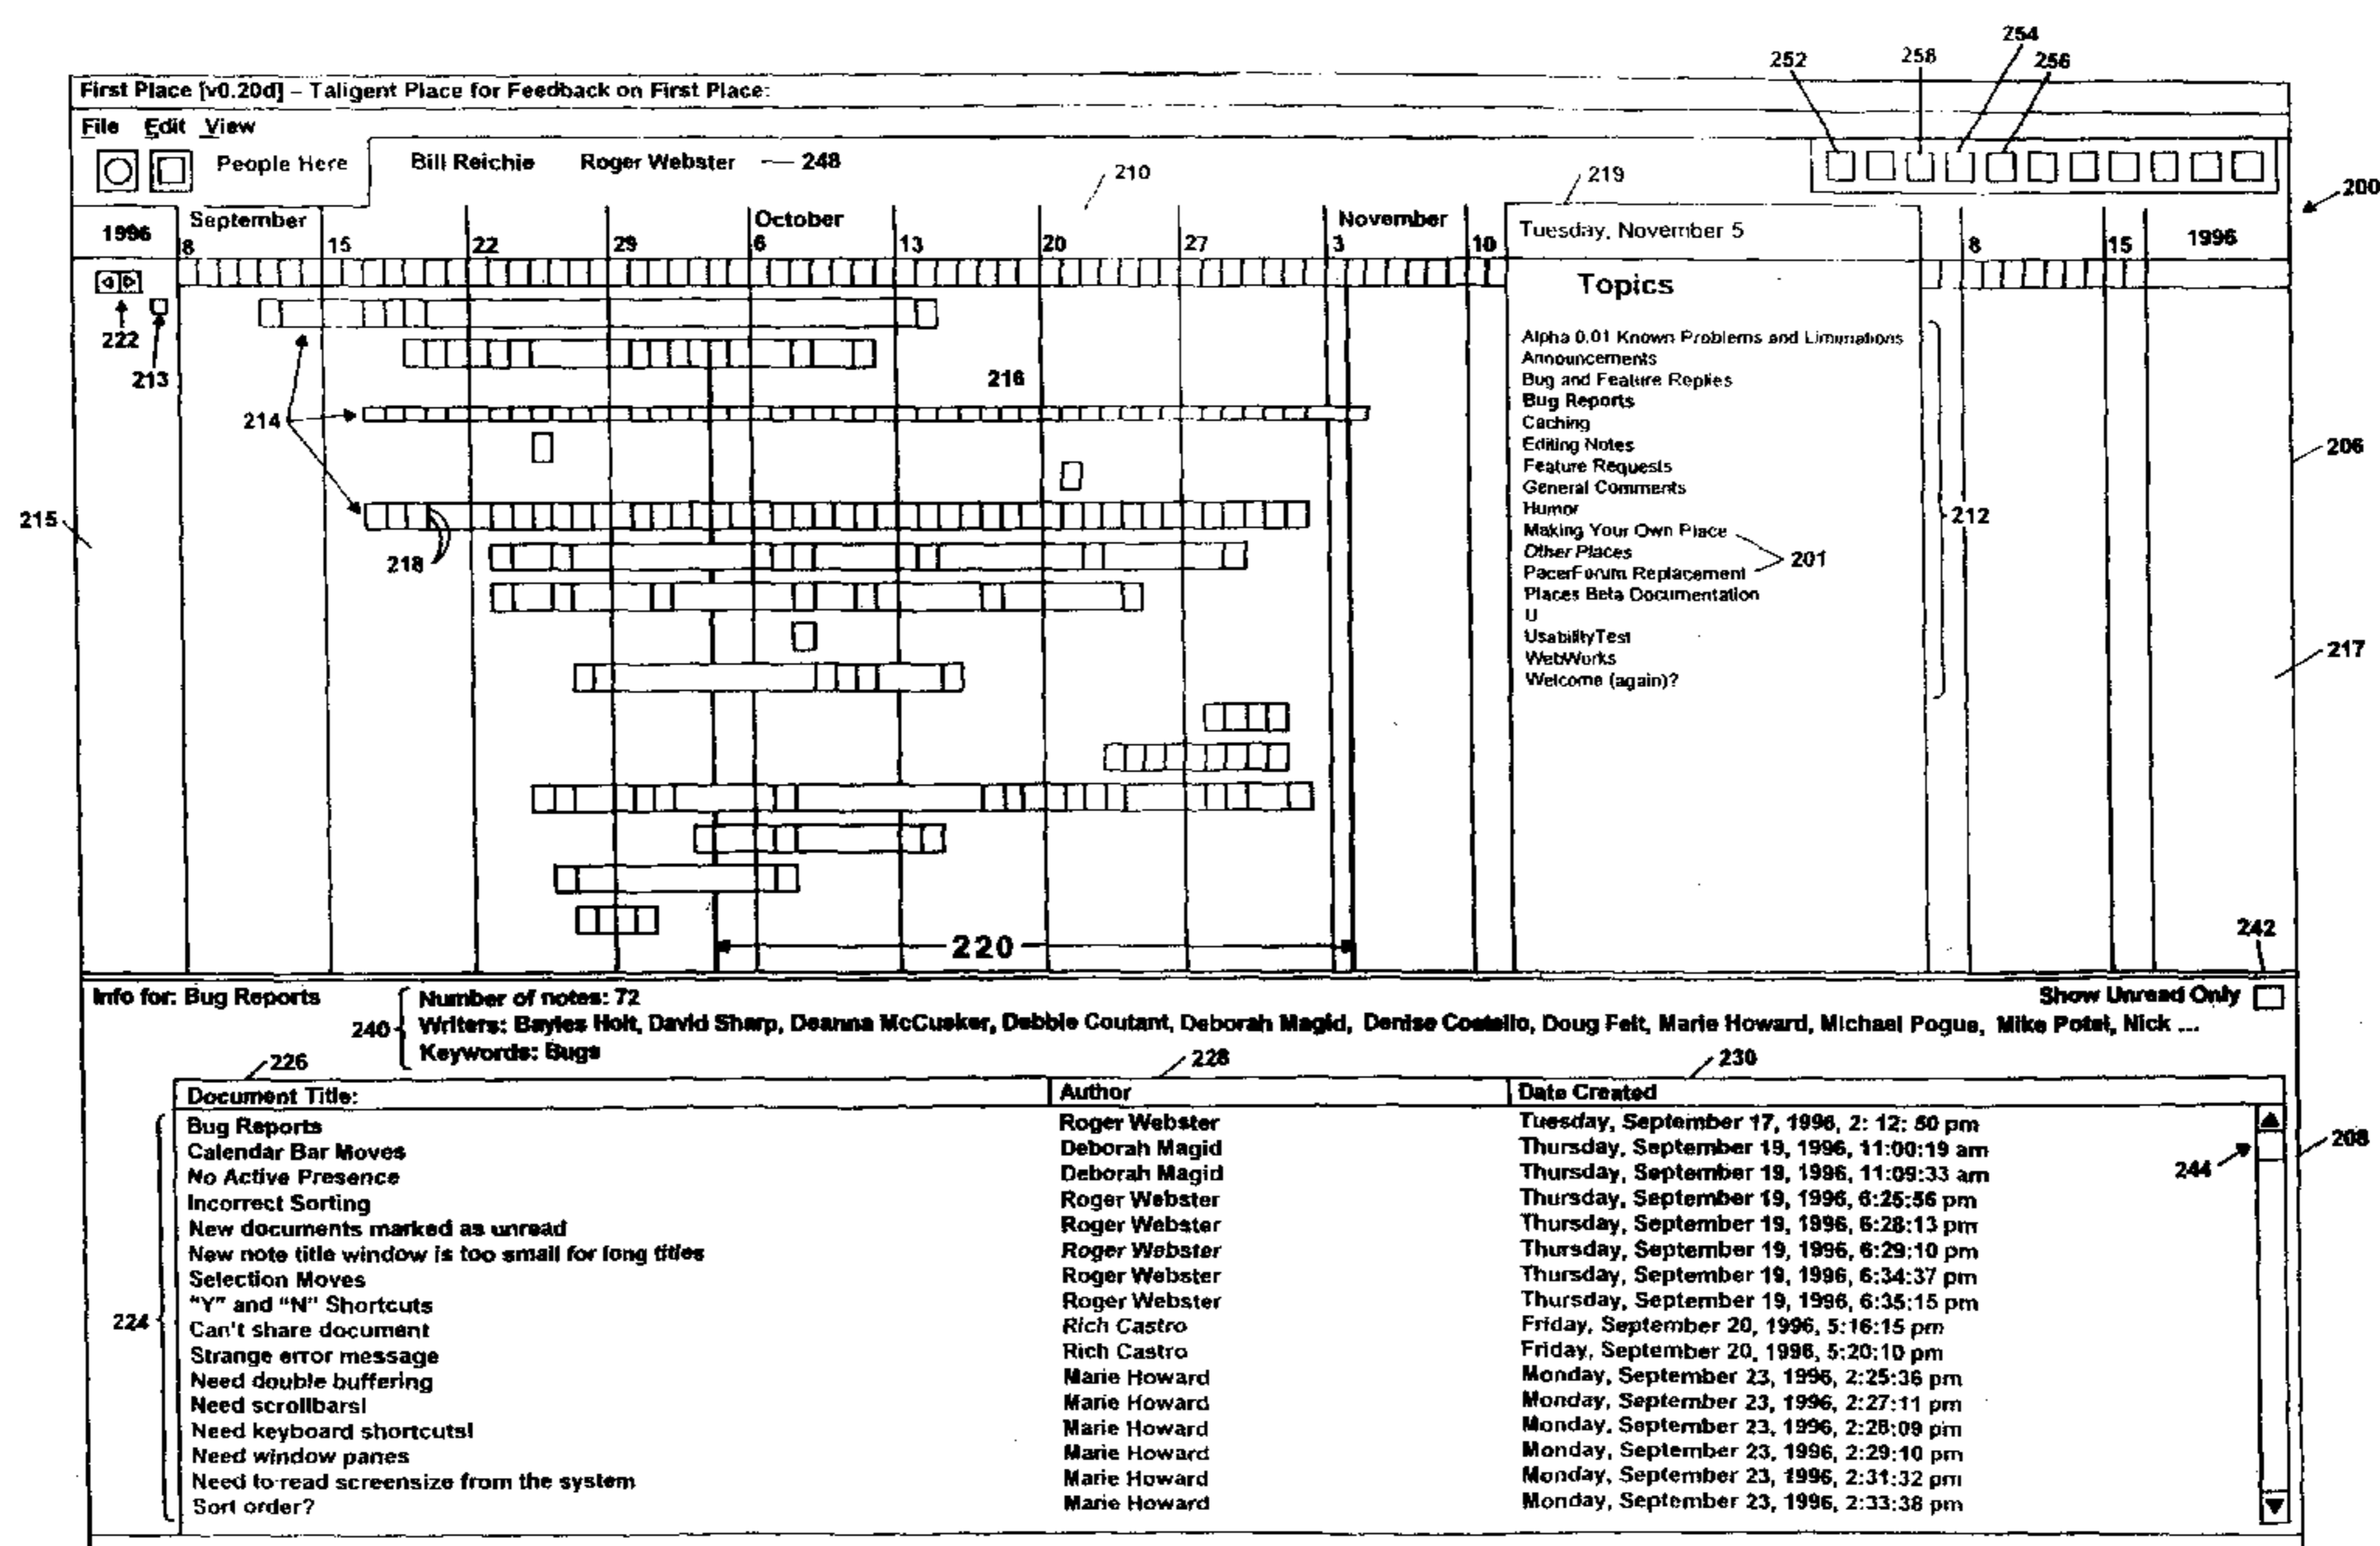 252
258
254
256
First Place [v0.20d] – Taligent Place for Feedback on First Place:
File Edit View
People Here Bill Reichie Roger Webster 248
210
219
200
1996 September October November Tuesday, November 5 1996
8 15 22 29 6 13 20 27 3 10 8 15
Topics
222
213
214
216
218
215
Alpha 0.01 Known Problems and Limitations
Announcements
Bug and Feature Replies
Bug Reports
Caching
Editing Notes
Feature Requests
General Comments
Humor
Making Your Own Place
Other Places
PacerForum Replacement
Places Beta Documentation
U
UsabilityTest
WebWorks
Welcome (again)?
201
212
206
217
220
242
Info for: Bug Reports
240
Number of notes: 72
Show Unread Only
Writers: Bayles Holt, David Sharp, Deanna McCusker, Debbie Coutant, Deborah Magid, Denise Costello, Doug Felt, Marie Howard, Michael Pogue, Mike Potel, Nick ...
Keywords: Bugs
226 228 230
Document Title: Author Date Created
Bug Reports Roger Webster Tuesday, September 17, 1996, 2: 12: 50 pm
Calendar Bar Moves Deborah Magid Thursday, September 19, 1996, 11:00:19 am
No Active Presence Deborah Magid Thursday, September 19, 1996, 11:09:33 am
Incorrect Sorting Roger Webster Thursday, September 19, 1996, 6:25:56 pm
New documents marked as unread Roger Webster Thursday, September 19, 1996, 6:28:13 pm
New note title window is too small for long titles Roger Webster Thursday, September 19, 1996, 6:29:10 pm
Selection Moves Roger Webster Thursday, September 19, 1996, 6:34:37 pm
"Y" and "N" Shortcuts Roger Webster Thursday, September 19, 1996, 6:35:15 pm
Can't share document Rich Castro Friday, September 20, 1996, 5:16:15 pm
Strange error message Rich Castro Friday, September 20, 1996, 5:20:10 pm
Need double buffering Marie Howard Monday, September 23, 1996, 2:25:36 pm
Need scrollbars! Marie Howard Monday, September 23, 1996, 2:27:11 pm
Need keyboard shortcuts! Marie Howard Monday, September 23, 1996, 2:28:09 pm
Need window panes Marie Howard Monday, September 23, 1996, 2:29:10 pm
Need to read screensize from the system Marie Howard Monday, September 23, 1996, 2:31:32 pm
Sort order? Marie Howard Monday, September 23, 1996, 2:33:38 pm
224
244
208